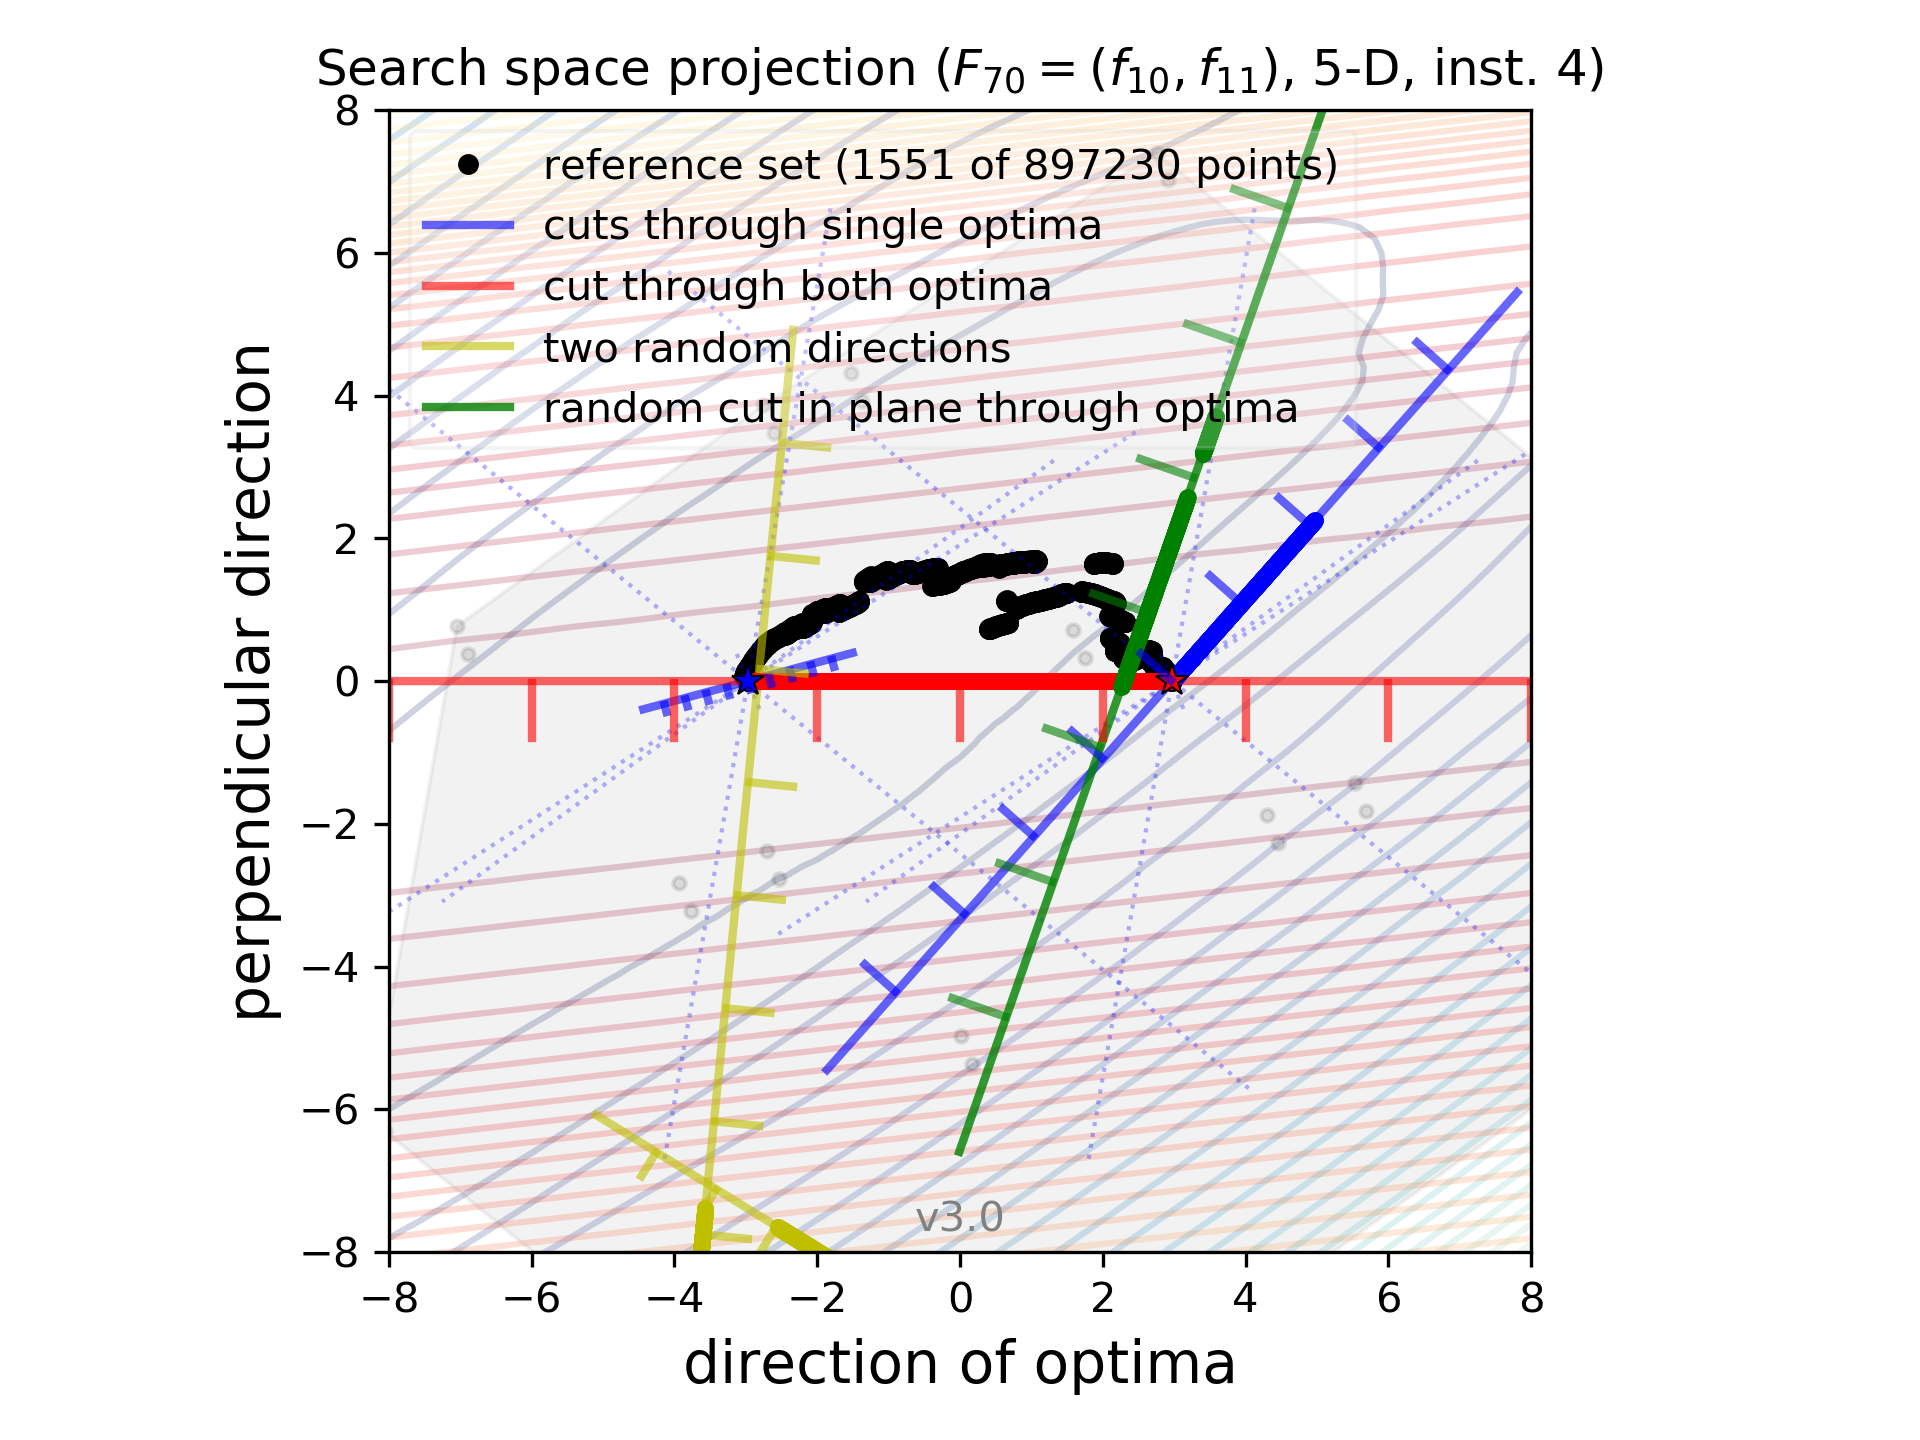 Search space projection (F70 = (f10, f11), 5-D, inst. 4)
reference set (1551 of 897230 points)
cuts through single optima
cut through both optima
two random directions
random cut in plane through optima
perpendicular direction
8
6
4
2
0
−2
−4
−6
−8
v3.0
−8 −6 −4 −2 0 2 4 6 8
direction of optima